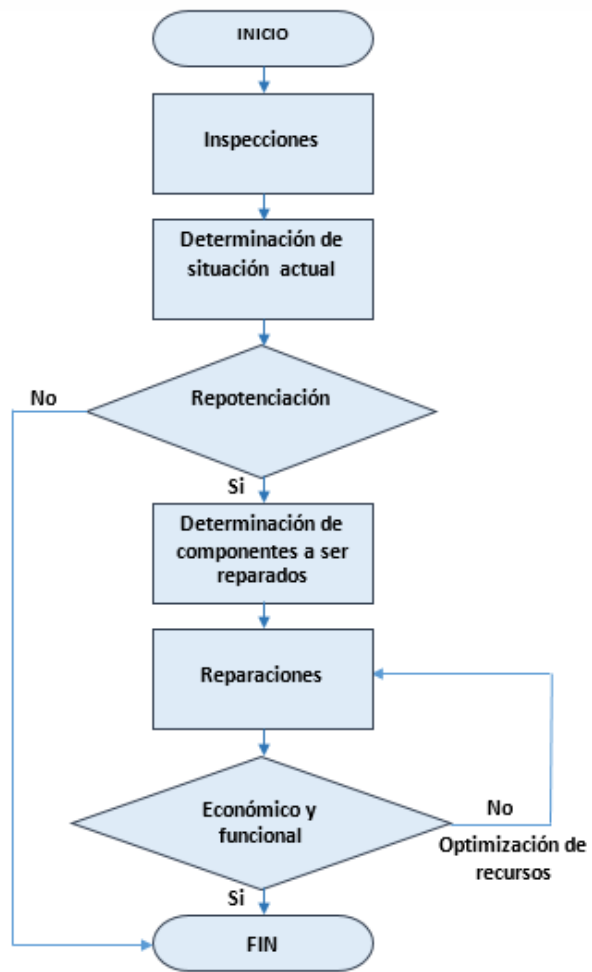 INICIO
Inspecciones
Determinación de
situación actual
No
Repotenciación
Si
Determinación de
componentes a ser
reparados
Reparaciones
Económico y
funcional
No
Optimización de
recursos
Si
FIN